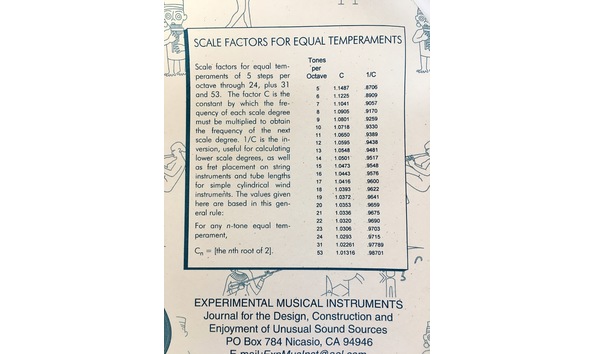 SCALE FACTORS FOR EQUAL TEMPERAMENTS
Scale factors for equal tem-
peraments of 5 steps per
octave through 24, plus 31
and 53. The factor C is the
constant by which the fre-
quency of each scale degree
must be multiplied to obtain
the frequency of the next
scale degree. 1/C is the in-
version, useful for calculating
lower scale degrees, as well
as fret placement on string
instruments and tube lengths
for simple cylindrical wind
instruments. The values given
here are based in this gen-
eral rule:
For any n-tone equal tem-
perament,
Cn = [the nth root of 2].
Tones
per
Octave C 1/C
5 1.1487 .8706
6 1.1225 .8909
7 1.1041 .9057
8 1.0905 .9170
9 1.0801 .9259
10 1.0718 .9330
11 1.0650 .9389
12 1.0595 .9438
13 1.0548 .9481
14 1.0501 .9517
15 1.0473 .9548
16 1.0443 .9576
17 1.0416 .9600
18 1.0393 .9622
19 1.0372 .9641
20 1.0353 .9659
21 1.0336 .9675
22 1.0320 .9690
23 1.0306 .9703
24 1.0293 .9715
31 1.02261 .97789
53 1.01316 .98701
EXPERIMENTAL MUSICAL INSTRUMENTS
Journal for the Design, Construction and
Enjoyment of Unusual Sound Sources
PO Box 784 Nicasio, CA 94946
E-mail:ExpMusInst@aol.com